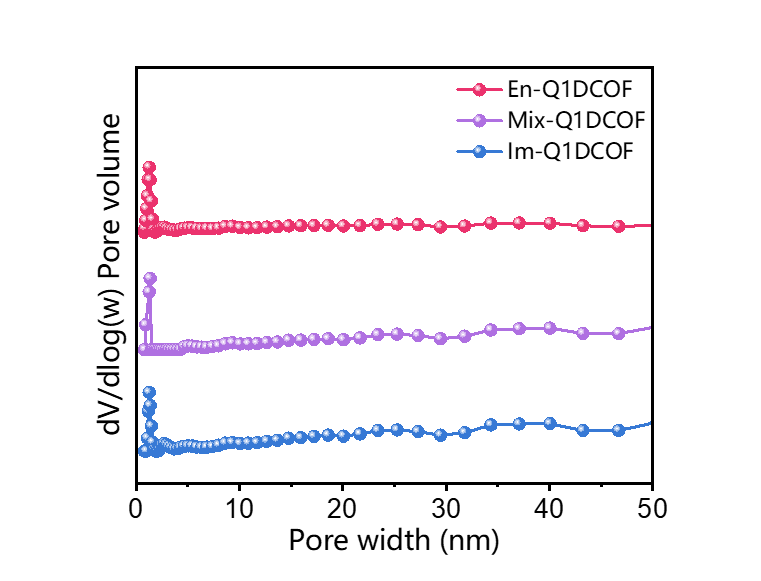 En-Q1DCOF
Mix-Q1DCOF
Im-Q1DCOF
dV/dlog(w) Pore volume
0 10 20 30 40 50
Pore width (nm)